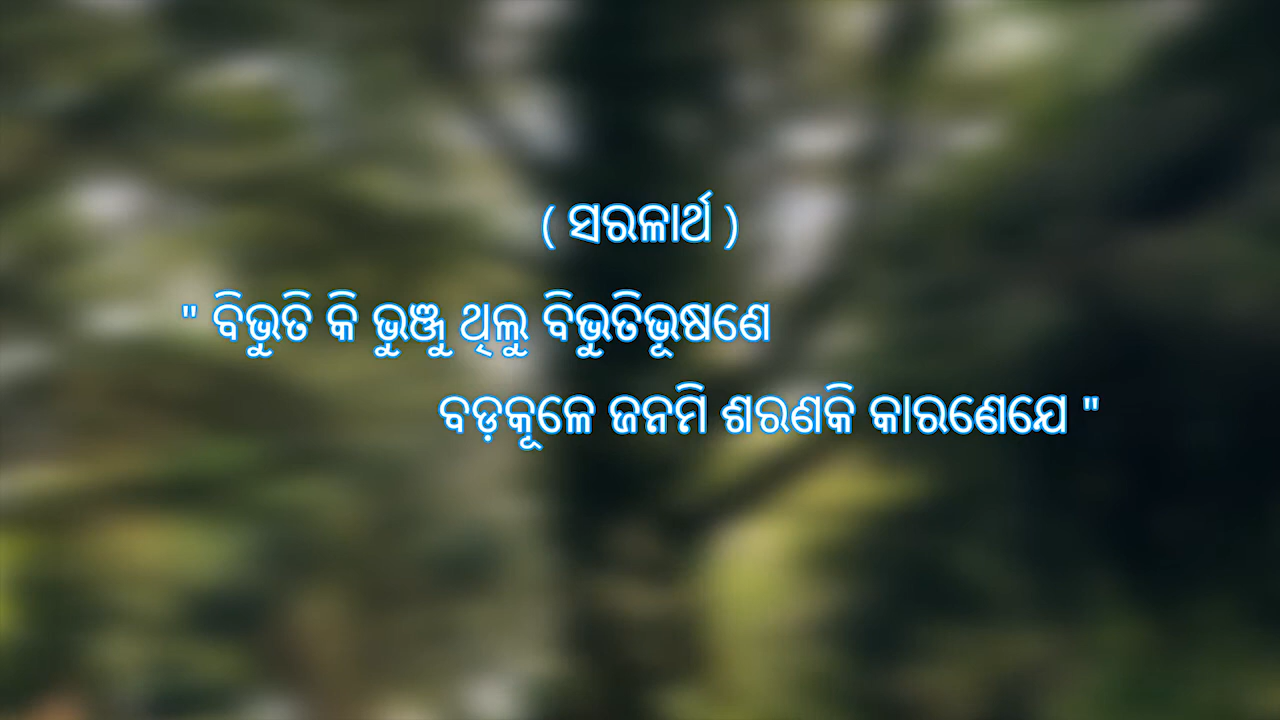 ( ସରଳାର୍ଥ )
" ବିଭୁତି କି ଭୁଞ୍ଜୁ ଥିଲୁ ବିଭୁତିଭୂଷଣେ
ବଡ଼କୂଳେ ଜନମି ଶରଣକି କାରଣେଯେ "